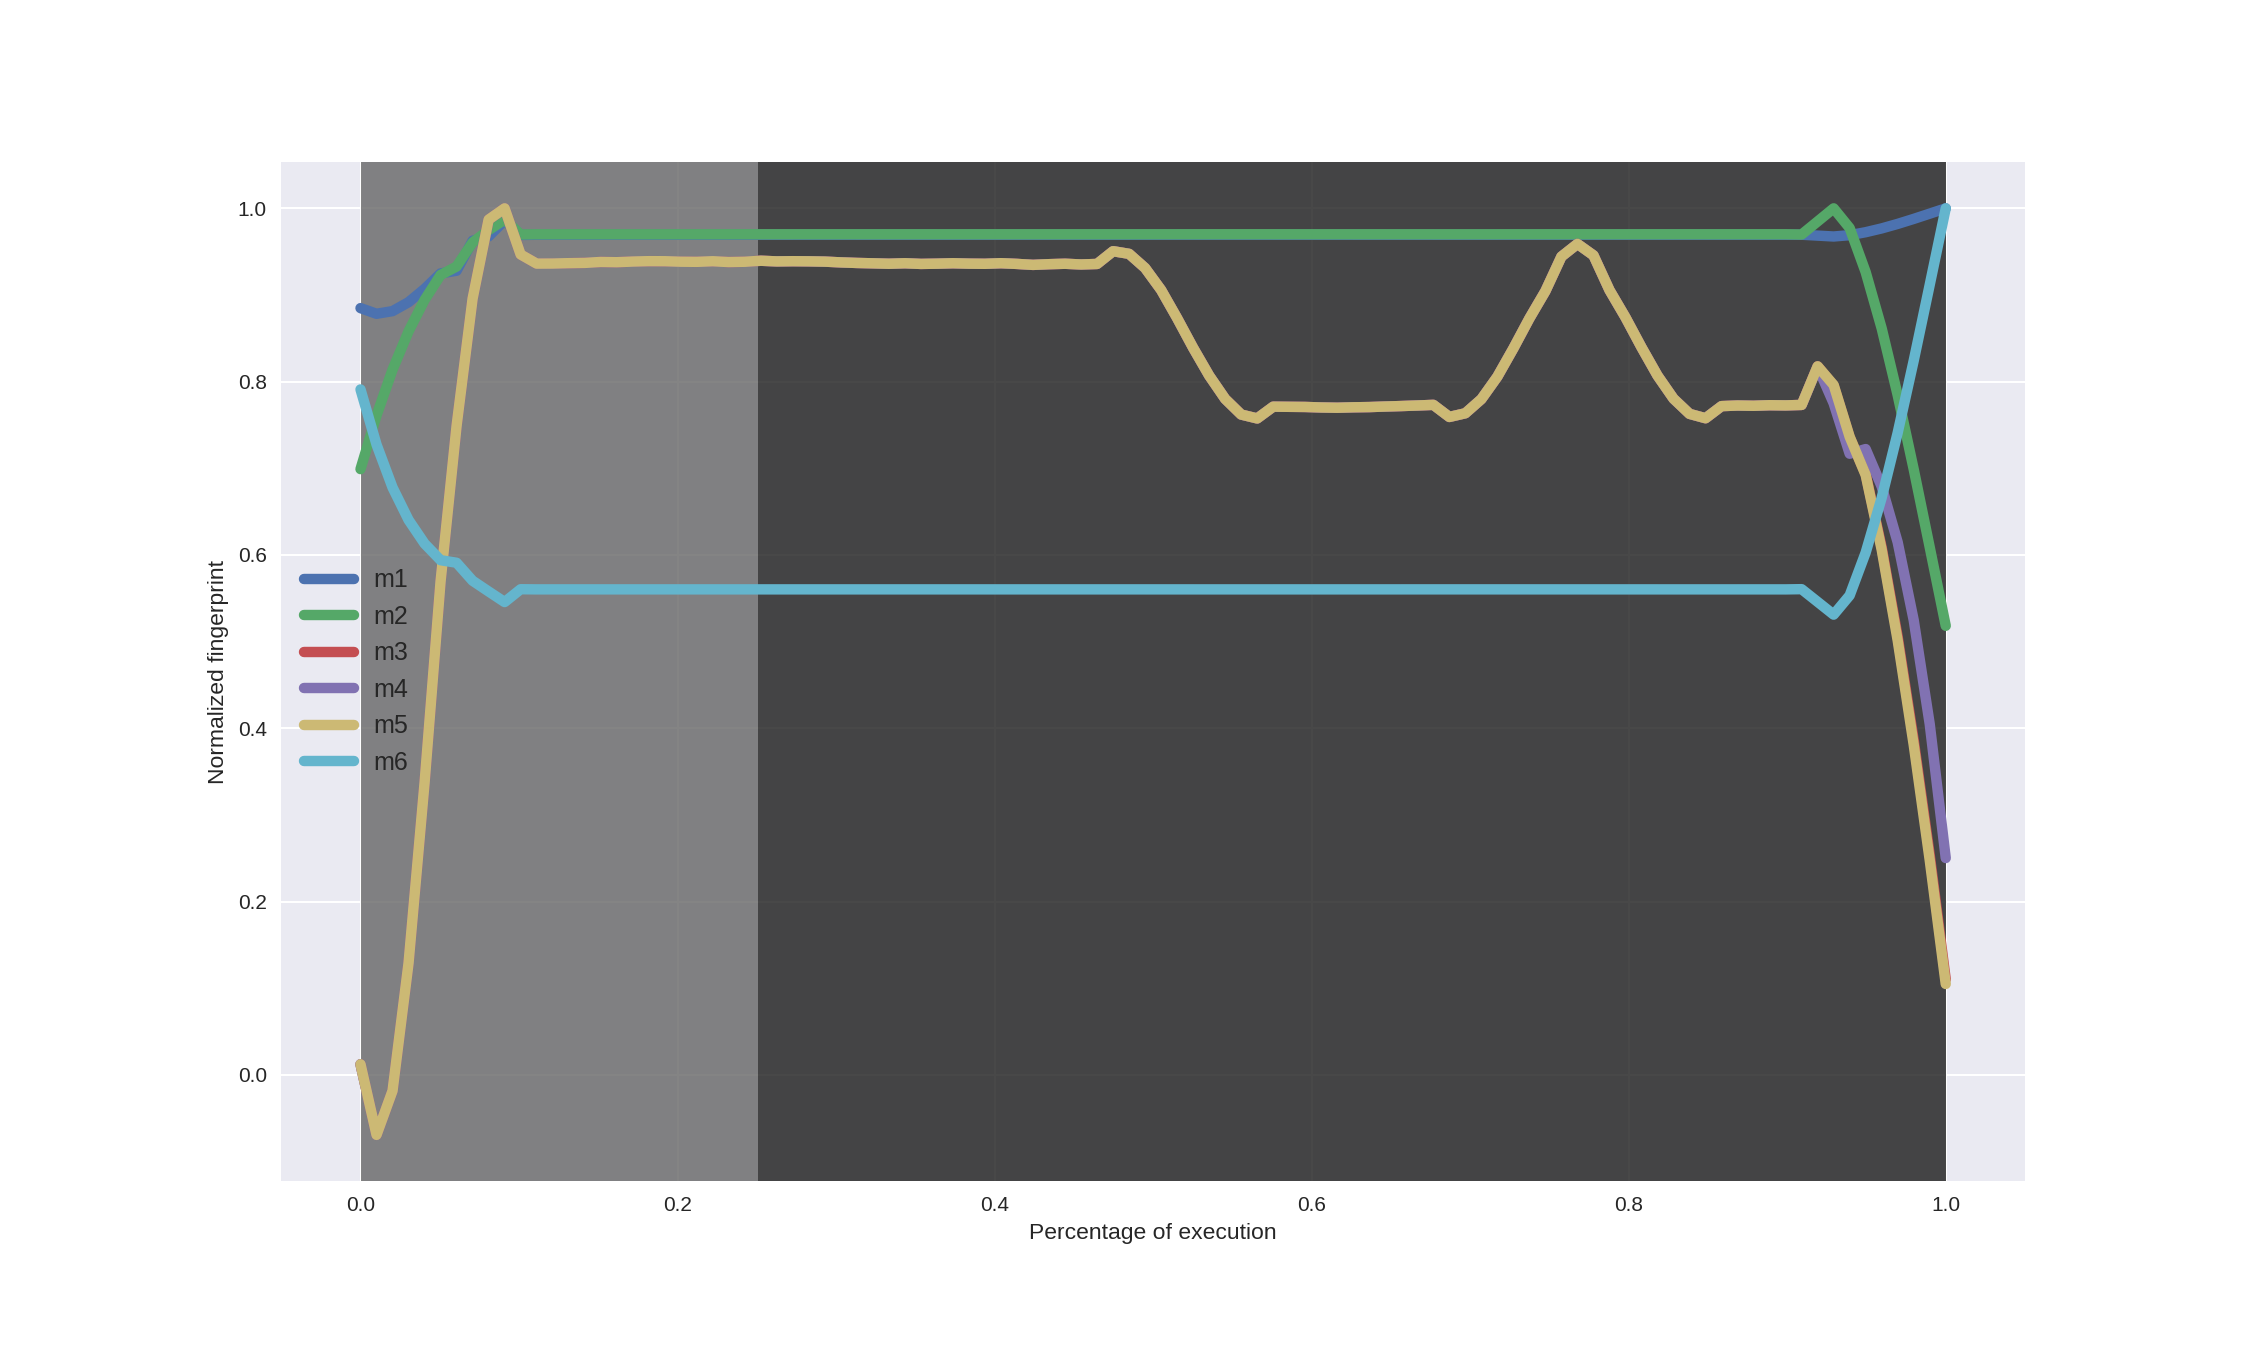 1.0
0.8
0.6
0.4
0.2
0.0
Normalized fingerprint
m1
m2
m3
m4
m5
m6
0.0 0.2 0.4 0.6 0.8 1.0
Percentage of execution